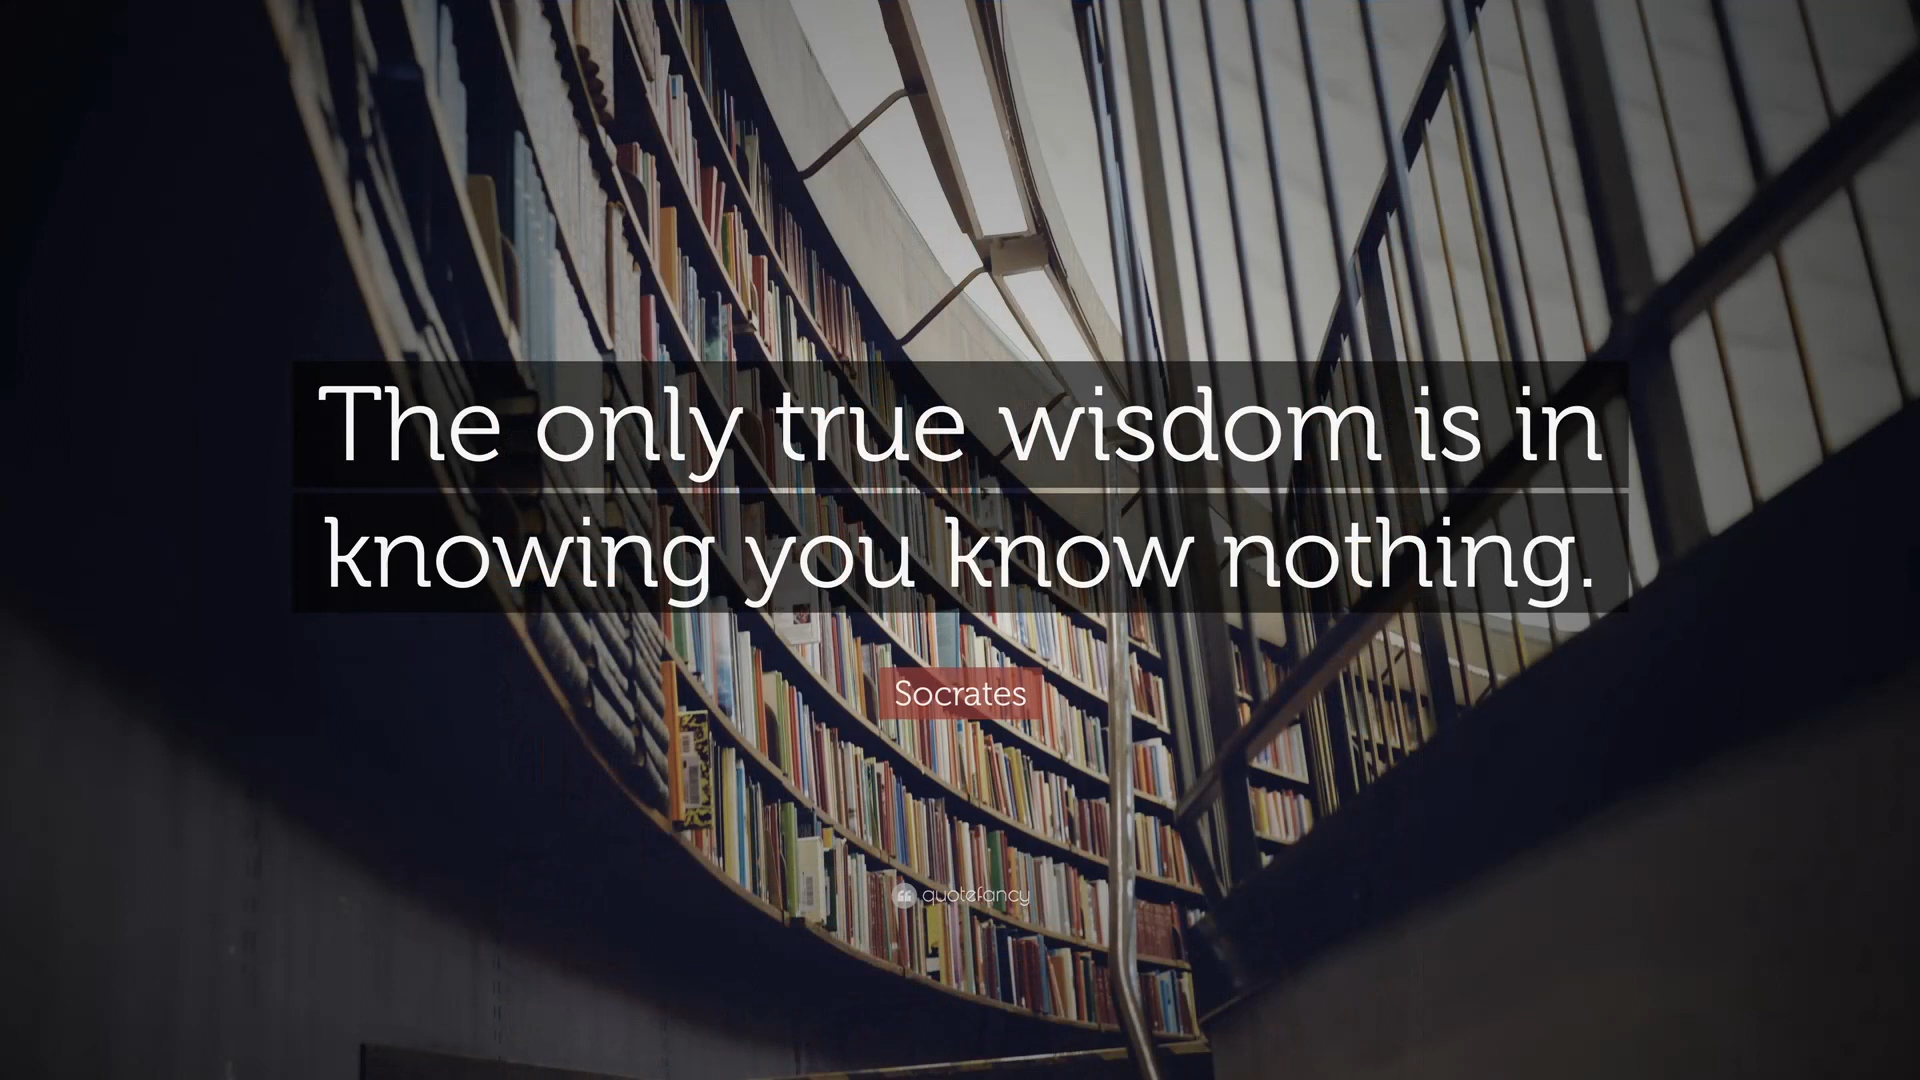 The only true wisdom is in
knowing you know nothing.
Socrates
quotefancy